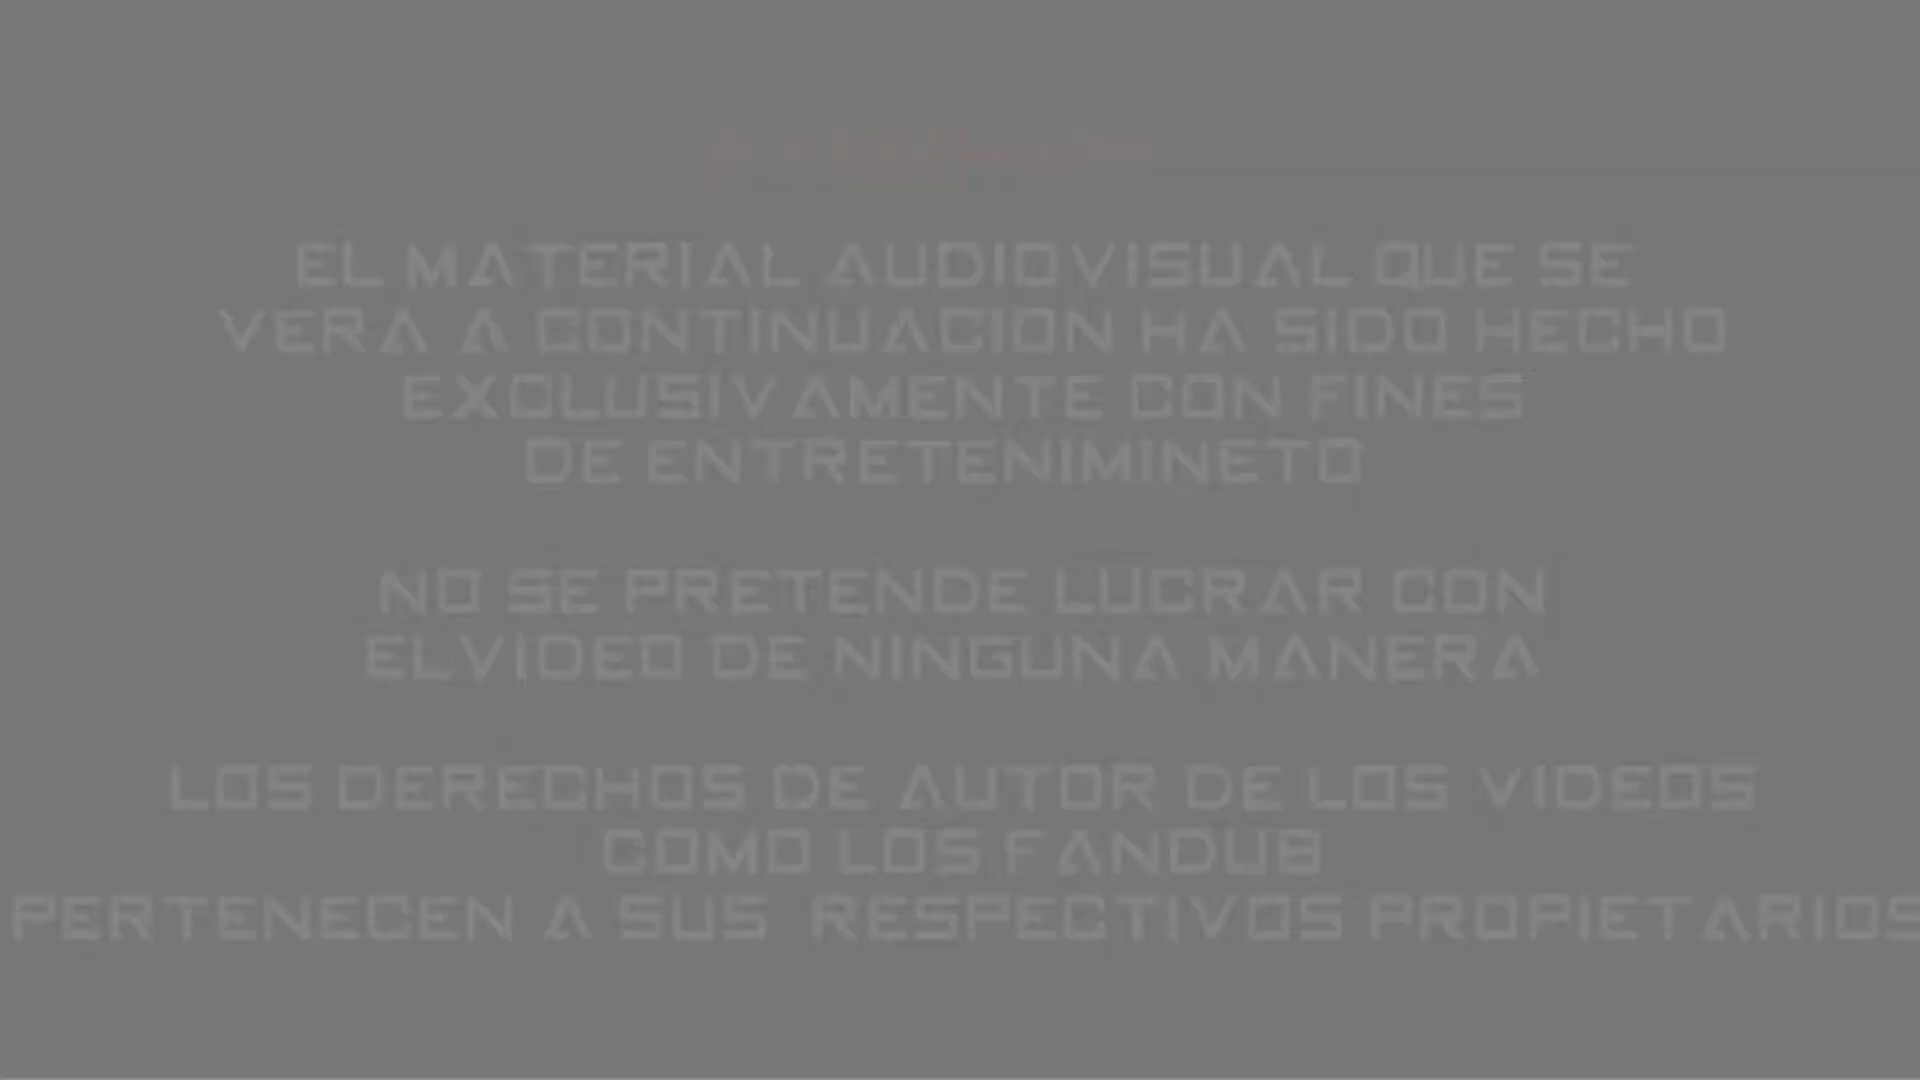 EL MATERIAL AUDIOVISUAL QUE SE
VERA A CONTINUACION HA SIDO HECHO
EXCLUSIVAMENTE CON FINES
DE ENTRETENIMINETO
NO SE PRETENDE LUCRAR CON
ELVIDEO DE NINGUNA MANERA
LOS DERECHOS DE AUTOR DE LOS VIDEOS
COMO LOS FANDUB
PERTENECEN A SUS RESPECTIVOS PROPIETARIOS